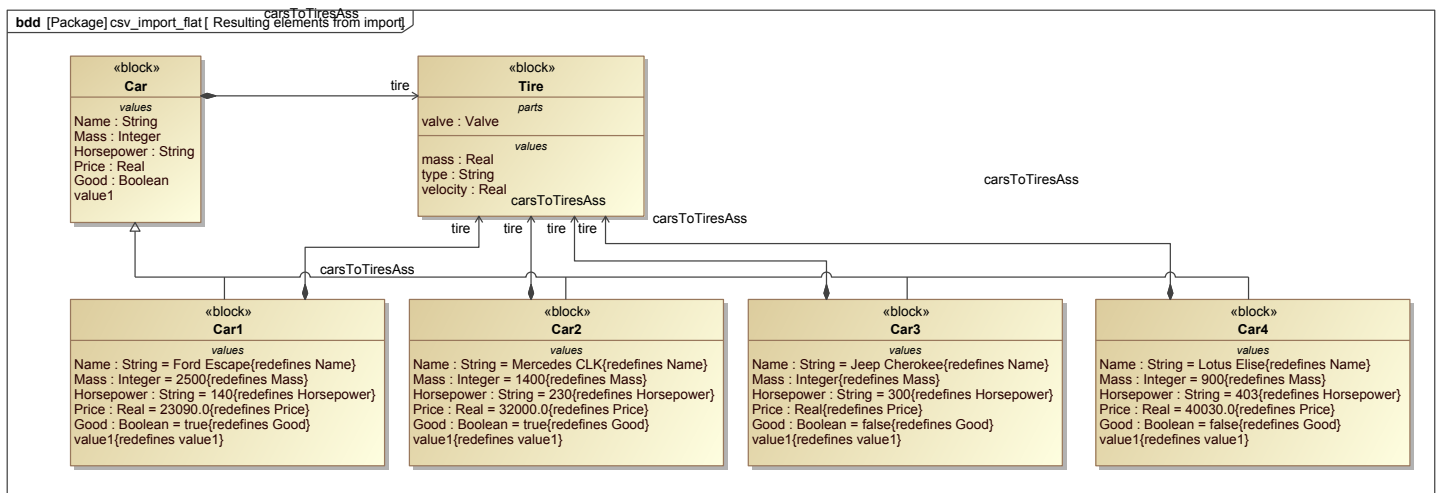 carsToTiresAss
bdd [Package] csv_import_flat [ Resulting elements from import]
«block»
Car
values
Name : String
Mass : Integer
Horsepower : String
Price : Real
Good : Boolean
value1
tire
«block»
Tire
parts
valve : Valve
values
mass : Real
type : String
velocity : Real
carsToTiresAss
carsToTiresAss
carsToTiresAss
tire
tire
tire
tire
carsToTiresAss
«block»
Car1
values
Name : String = Ford Escape{redefines Name}
Mass : Integer = 2500{redefines Mass}
Horsepower : String = 140{redefines Horsepower}
Price : Real = 23090.0{redefines Price}
Good : Boolean = true{redefines Good}
value1{redefines value1}
«block»
Car2
values
Name : String = Mercedes CLK{redefines Name}
Mass : Integer = 1400{redefines Mass}
Horsepower : String = 230{redefines Horsepower}
Price : Real = 32000.0{redefines Price}
Good : Boolean = true{redefines Good}
value1{redefines value1}
«block»
Car3
values
Name : String = Jeep Cherokee{redefines Name}
Mass : Integer{redefines Mass}
Horsepower : String = 300{redefines Horsepower}
Price : Real{redefines Price}
Good : Boolean = false{redefines Good}
value1{redefines value1}
«block»
Car4
values
Name : String = Lotus Elise{redefines Name}
Mass : Integer = 900{redefines Mass}
Horsepower : String = 403{redefines Horsepower}
Price : Real = 40030.0{redefines Price}
Good : Boolean = false{redefines Good}
value1{redefines value1}